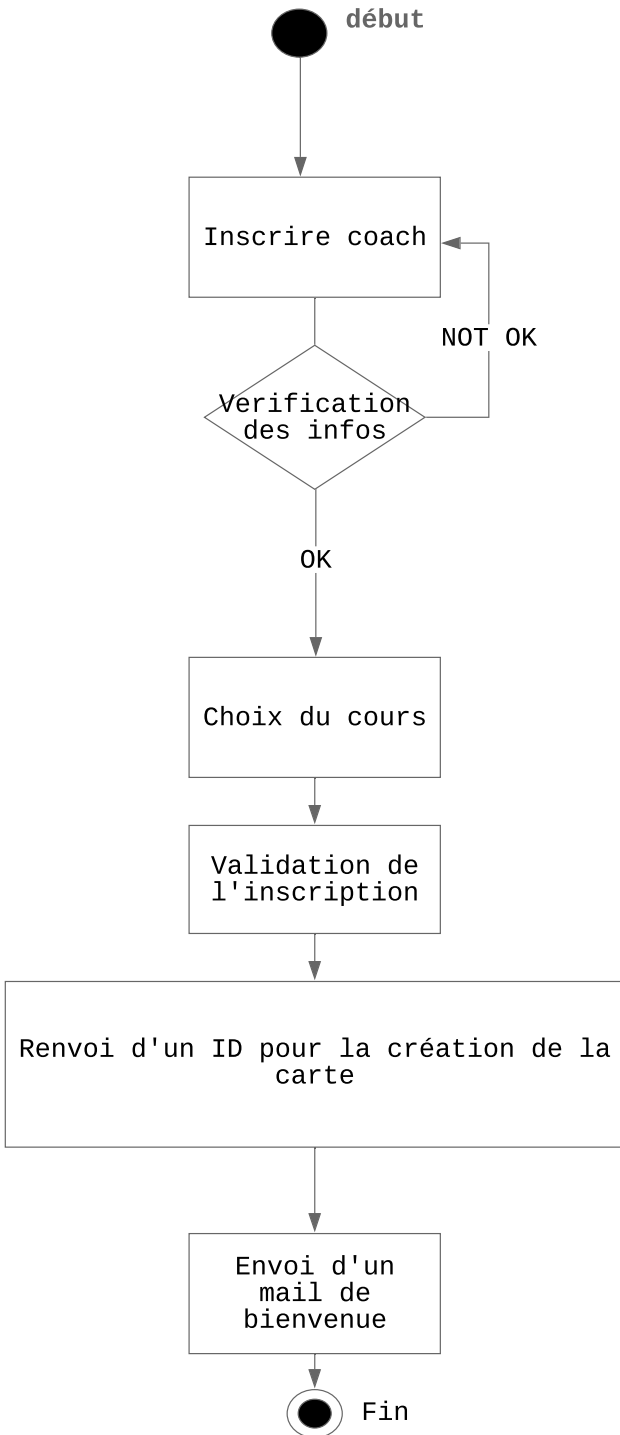 début
Inscrire coach
NOT OK
Verification
des infos
OK
Choix du cours
Validation de
l'inscription
Renvoi d'un ID pour la création de la
carte
Envoi d'un
mail de
bienvenue
Fin